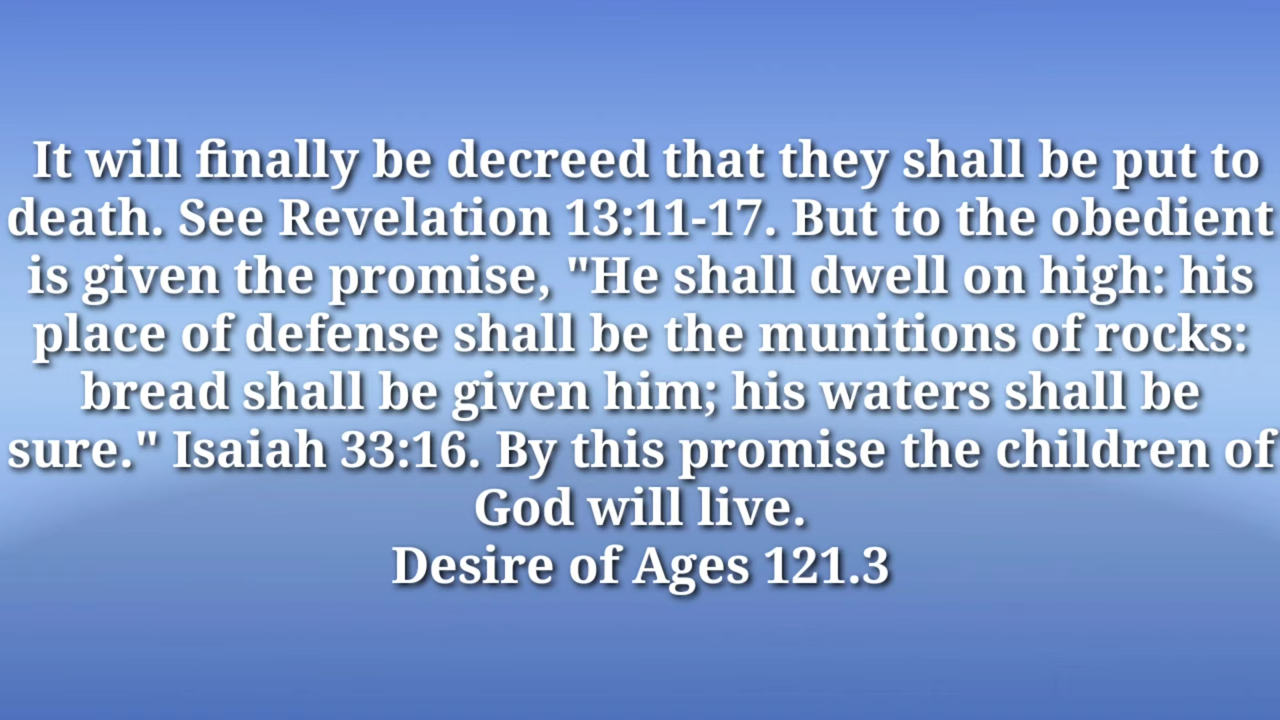 It will finally be decreed that they shall be put to
death. See Revelation 13:11-17. But to the obedient
is given the promise, "He shall dwell on high: his
place of defense shall be the munitions of rocks:
bread shall be given him; his waters shall be
sure." Isaiah 33:16. By this promise the children of
God will live.
Desire of Ages 121.3